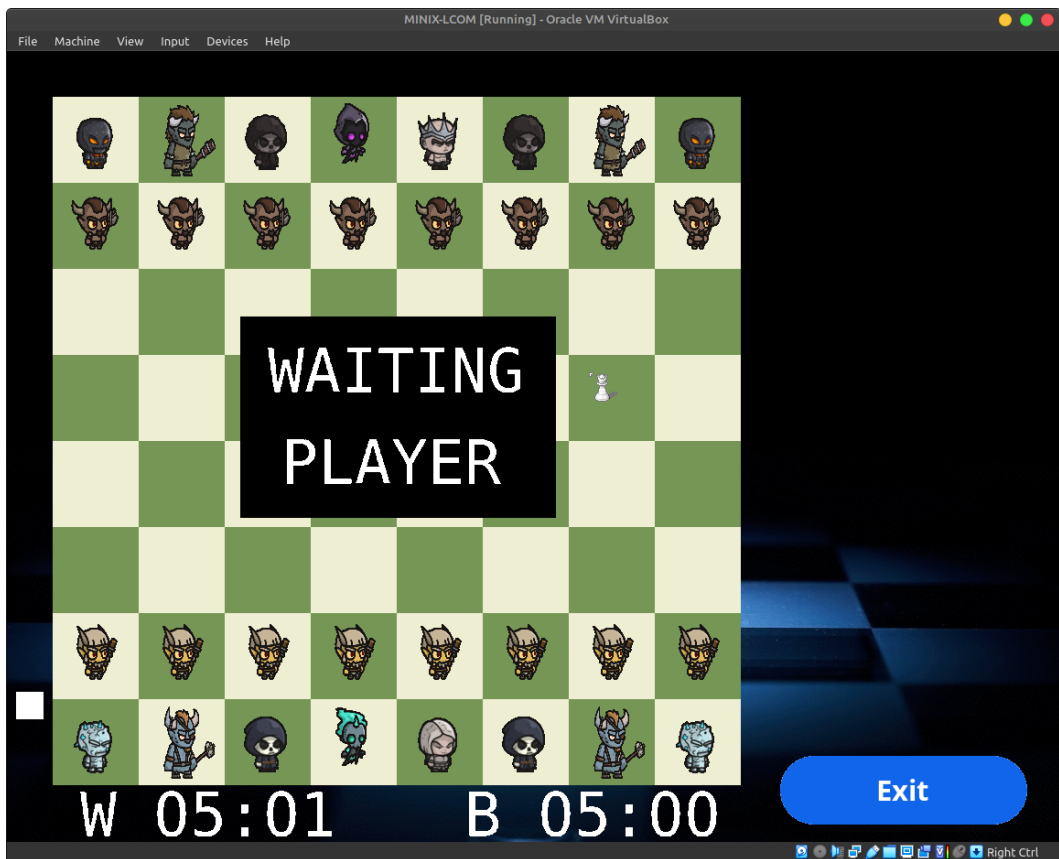 MINIX-LCOM [Running] - Oracle VM VirtualBox
File Machine View Input Devices Help
WAITING
PLAYER
W 05:01 B 05:00
Exit
Right Ctrl